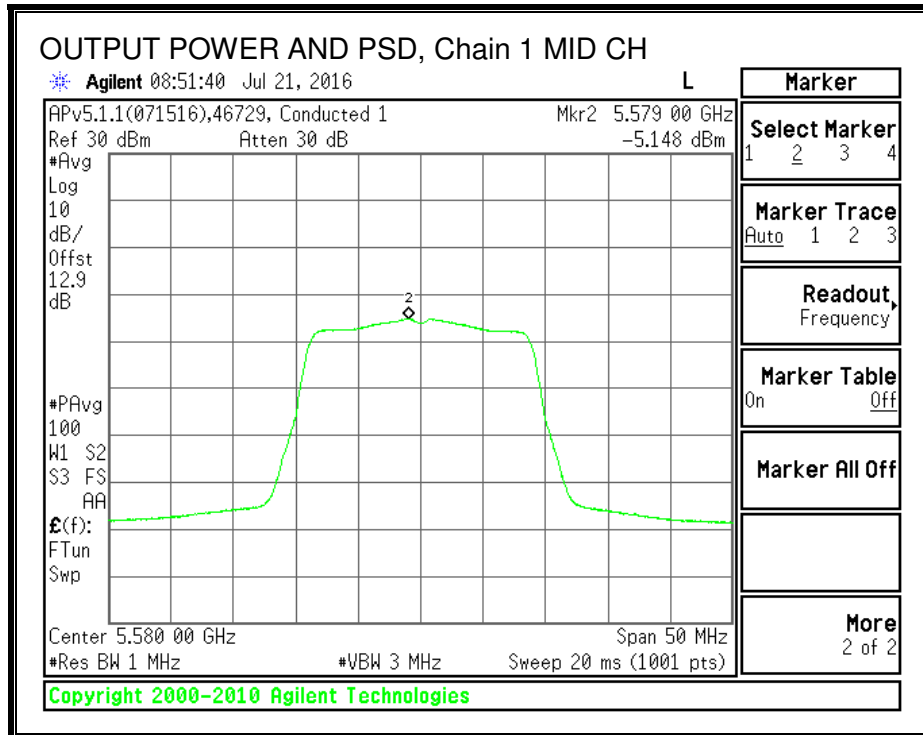 OUTPUT POWER AND PSD, Chain 1 MID CH
Agilent 08:51:40 Jul 21, 2016 L
APv5.1.1(071516),46729, Conducted 1 Mkr2 5.579 00 GHz
Ref 30 dBm Atten 30 dB -5.148 dBm
#Avg
Log
10
dB/
Offst
12.9
dB
2
#PAvg
100
W1 S2
S3 FS
AA
£(f):
FTun
Swp
Center 5.580 00 GHz Span 50 MHz
#Res BW 1 MHz #VBW 3 MHz Sweep 20 ms (1001 pts)
Copyright 2000-2010 Agilent Technologies
Marker
Select Marker
1 2 3 4
Marker Trace
Auto 1 2 3
Readout
Frequency
Marker Table
On Off
Marker All Off
More
2 of 2